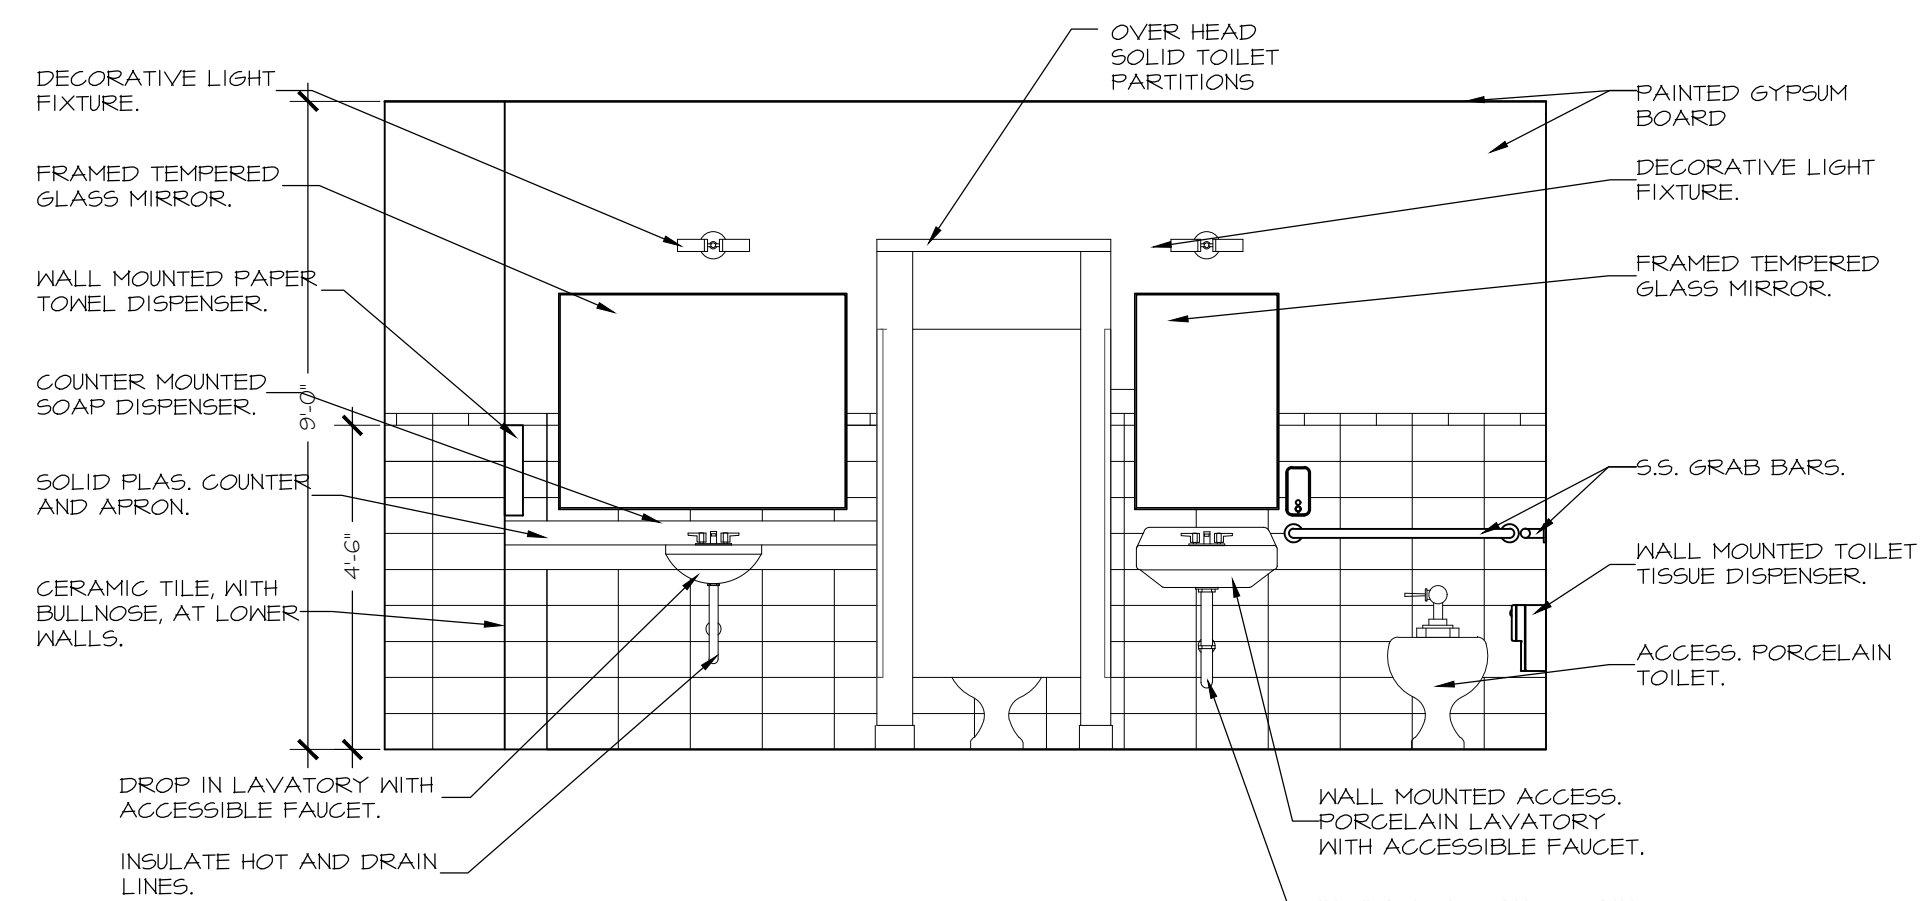 OVER HEAD
SOLID TOILET
PARTITIONS
DECORATIVE LIGHT
FIXTURE.
FRAMED TEMPERED
GLASS MIRROR.
WALL MOUNTED PAPER
TOWEL DISPENSER.
COUNTER MOUNTED
SOAP DISPENSER.
9'-0"
SOLID PLAS. COUNTER
AND APRON.
4'-6"
CERAMIC TILE, WITH
BULLNOSE, AT LOWER
WALLS.
DROP IN LAVATORY WITH
ACCESSIBLE FAUCET.
INSULATE HOT AND DRAIN
LINES.
PAINTED GYPSUM
BOARD
DECORATIVE LIGHT
FIXTURE.
FRAMED TEMPERED
GLASS MIRROR.
S.S. GRAB BARS.
WALL MOUNTED TOILET
TISSUE DISPENSER.
ACCESS. PORCELAIN
TOILET.
WALL MOUNTED ACCESS.
PORCELAIN LAVATORY
WITH ACCESSIBLE FAUCET.